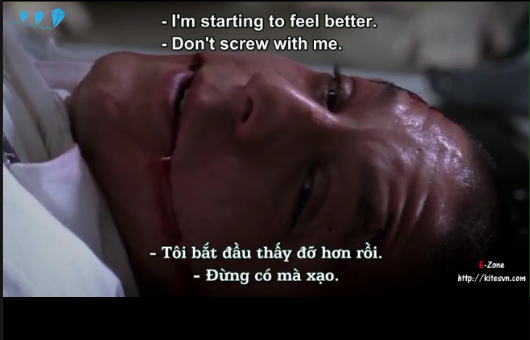 - I'm starting to feel better.
- Don't screw with me.
- Tôi bắt đầu thấy đỡ hơn rồi.
- Đừng có mà xạo.
E-Zone
http://kitesvn.com